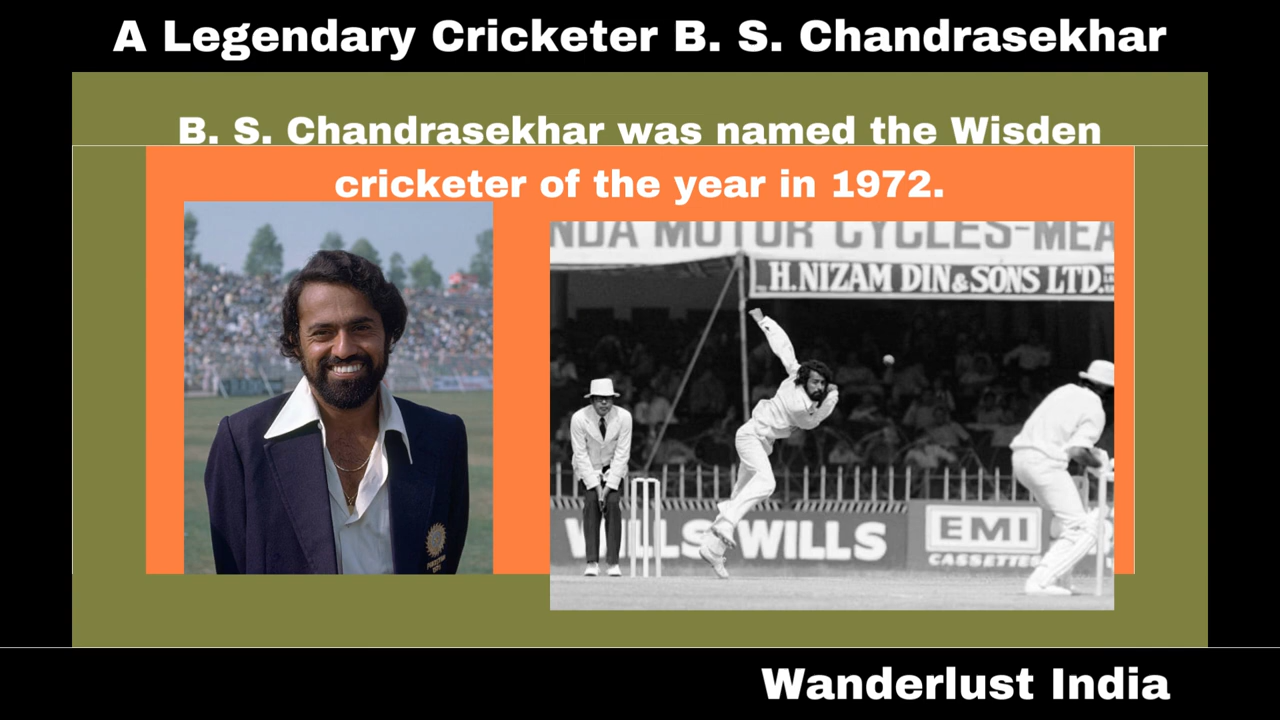 A Legendary Cricketer B. S. Chandrasekhar
B. S. Chandrasekhar was named the Wisden
cricketer of the year in 1972.
NDA MOTOR CYCLES-MEA
H. NIZAM DIN & SONS LTD.
WILLS WILLS
EMI
CASSETTE
Wanderlust India